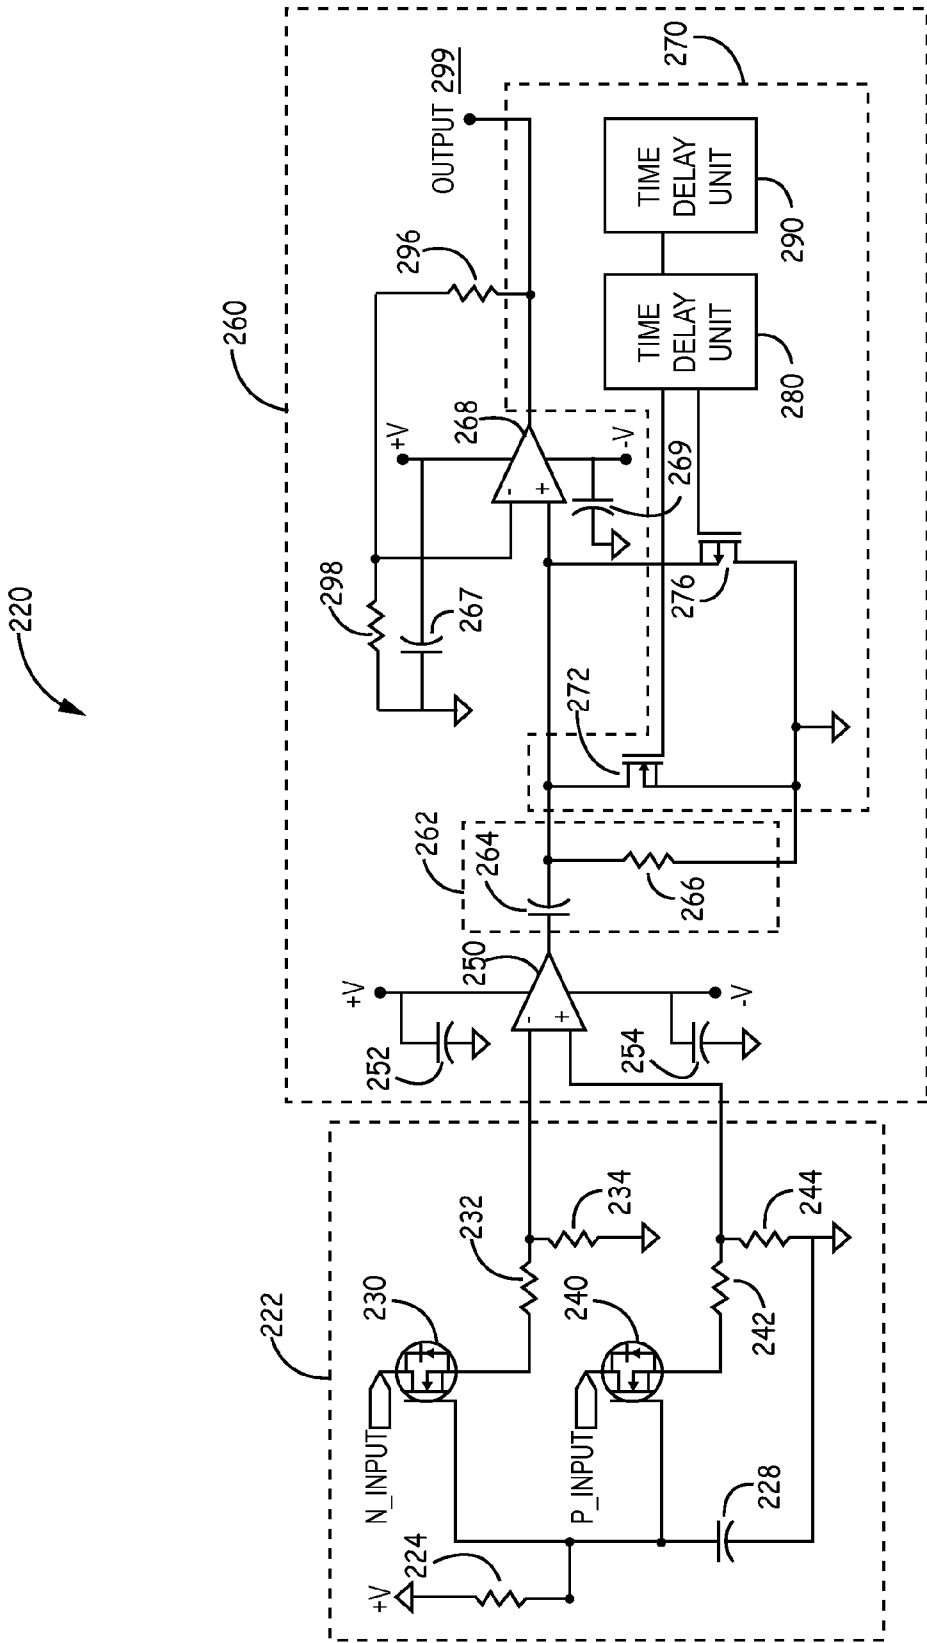 220
222
+V
224
N_INPUT
230
232
234
P_INPUT
240
242
244
228
260
+V
252
250
-
+
254
-V
262
264
266
298
267
+V
268
-
+
-V
269
296
OUTPUT 299
270
272
276
TIME
DELAY
UNIT
280
TIME
DELAY
UNIT
290